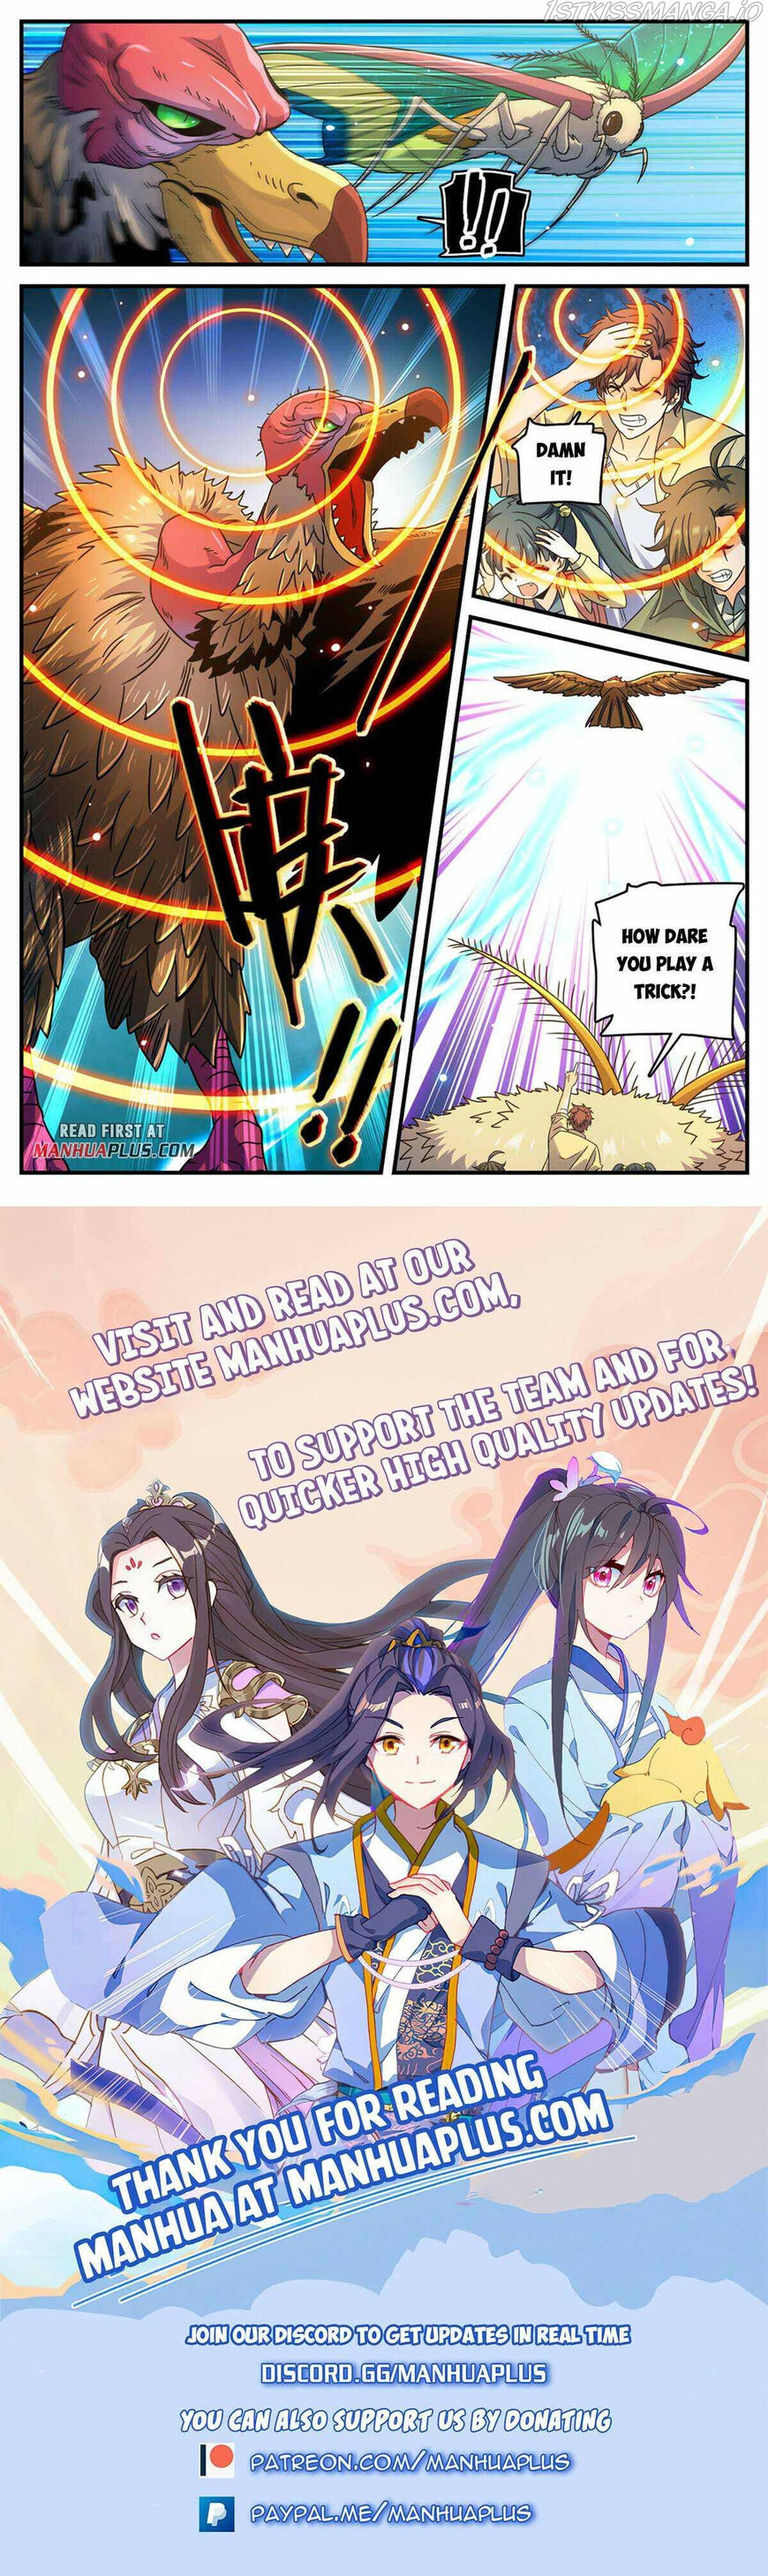 1STKISSMANGA.IO
!!
DAMN
IT!
HOW DARE
YOU PLAY A
TRICK?!
!!
READ FIRST AT
MANHUAPLUS.COM
VISIT AND READ AT OUR
WEBSITE MANHUAPLUS.COM,
TO SUPPORT THE TEAM AND FOR
QUICKER HIGH QUALITY UPDATES!
THANK YOU FOR READING
MANHUA AT MANHUAPLUS.COM
JOIN OUR DISCORD TO GET UPDATES IN REAL TIME
DISCORD.GG/MANHUAPLUS
YOU CAN ALSO SUPPORT US BY DONATING
PATREON.COM/MANHUAPLUS
PAYPAL.ME/MANHUAPLUS